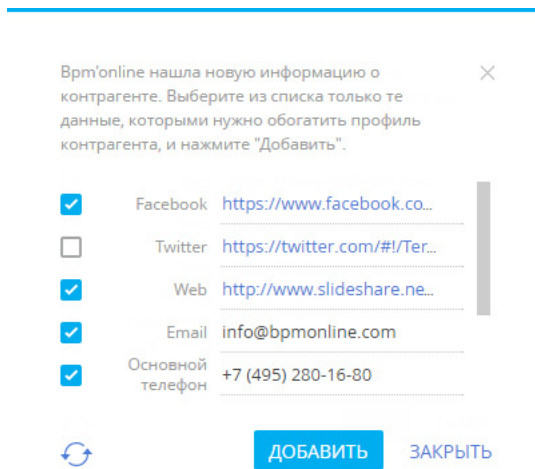 Bpm'online нашла новую информацию о
контрагенте. Выберите из списка только те
данные, которыми нужно обогатить профиль
контрагента, и нажмите "Добавить".
Facebook https://www.facebook.co...
Twitter https://twitter.com/#!/Ter...
Web http://www.slideshare.ne...
Email info@bpmonline.com
Основной
телефон +7 (495) 280-16-80
ДОБАВИТЬ ЗАКРЫТЬ